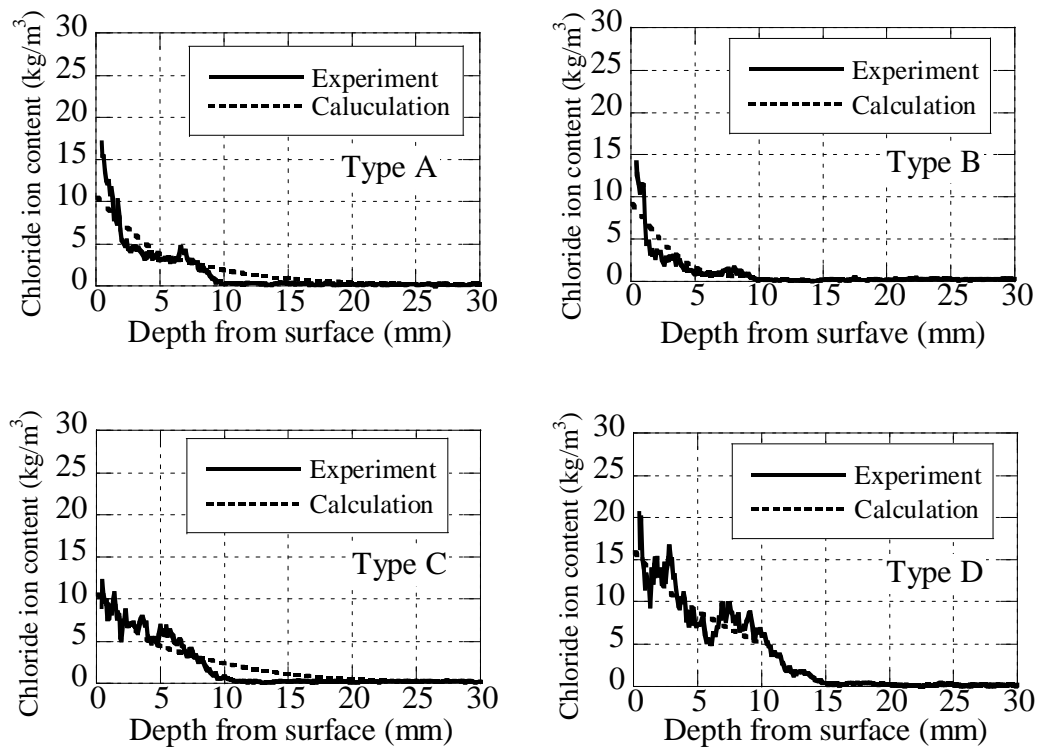 Chloride ion content (kg/m³)
30
25
20
15
10
5
0
Experiment
Caluculation
Type A
0 5 10 15 20 25 30
Depth from surface (mm)
Chloride ion content (kg/m³)
30
25
20
15
10
5
0
Experiment
Calculation
Type B
0 5 10 15 20 25 30
Depth from surfave (mm)
Chloride ion content (kg/m³)
30
25
20
15
10
5
0
Experiment
Calculation
Type C
0 5 10 15 20 25 30
Depth from surface (mm)
Chloride ion content (kg/m³)
30
25
20
15
10
5
0
Experiment
Calculation
Type D
0 5 10 15 20 25 30
Depth from surface (mm)